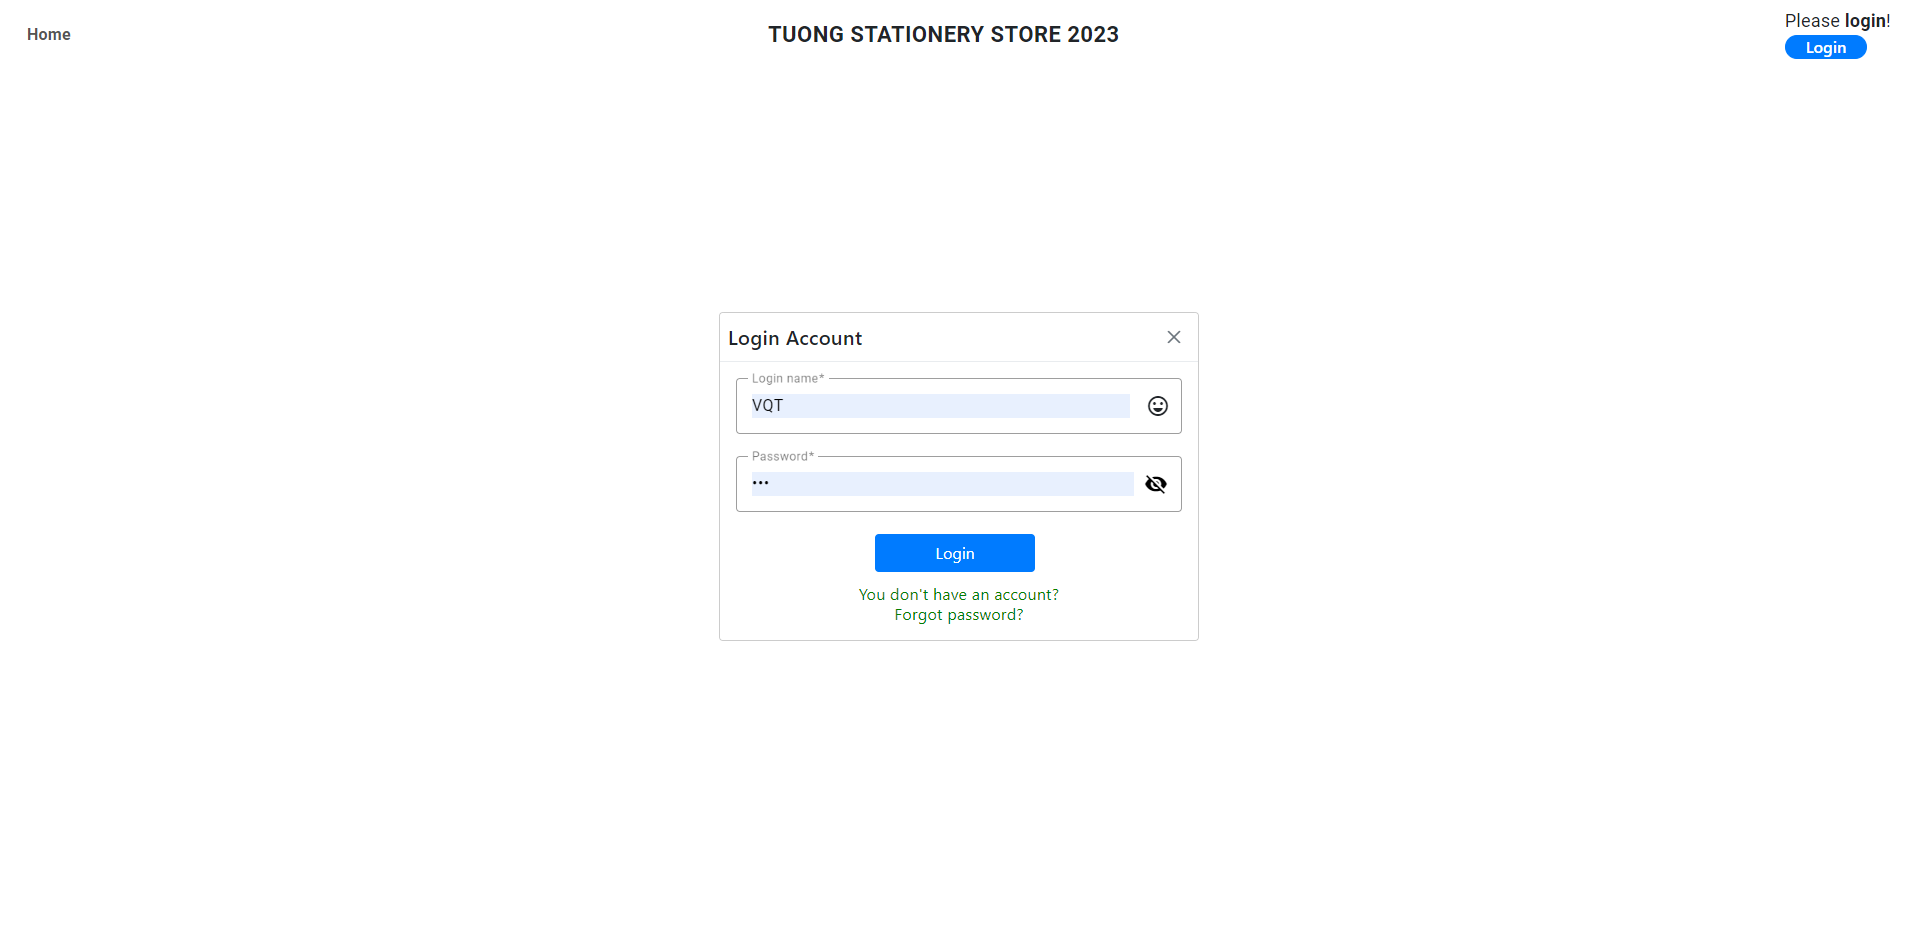 Home
TUONG STATIONERY STORE 2023
Please login!
Login
Login Account
Login name*
VQT
Password*
•••
Login
You don't have an account?
Forgot password?